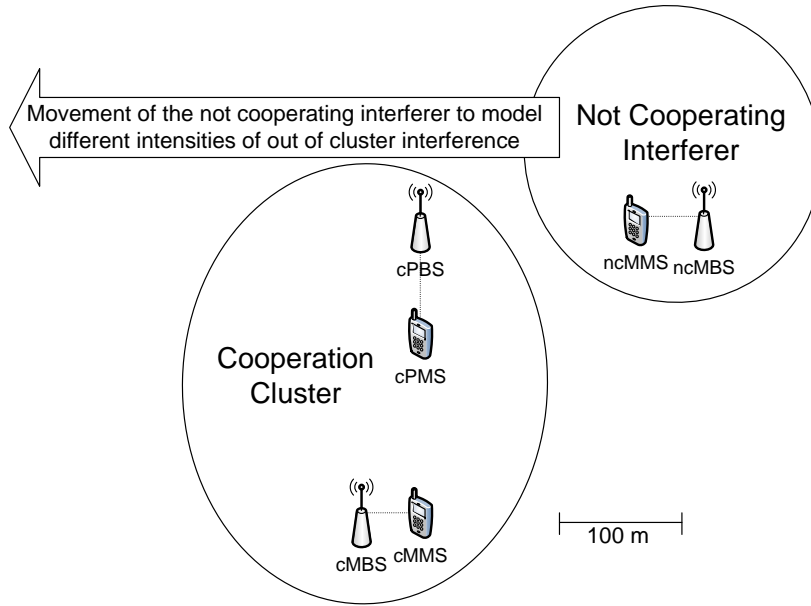 Movement of the not cooperating interferer to model
different intensities of out of cluster interference
Not Cooperating
Interferer
ncMMS
ncMBS
cPBS
cPMS
Cooperation
Cluster
cMBS
cMMS
100 m